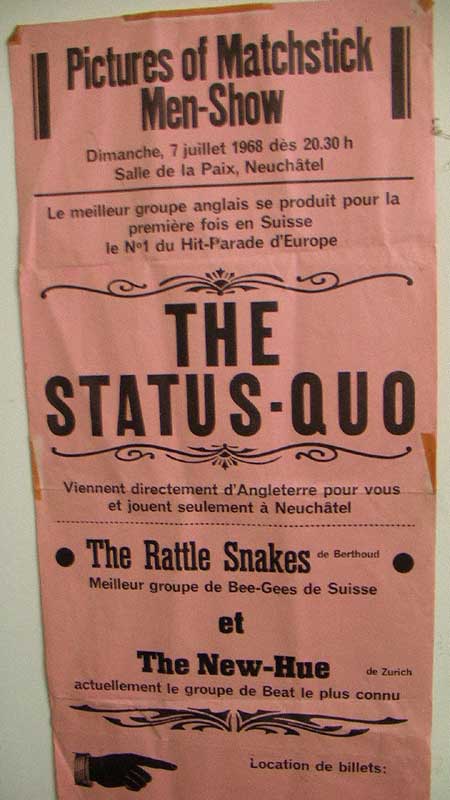 Pictures of Matchstick
Men-Show
Dimanche, 7 juillet 1968 dès 20.30 h
Salle de la Paix, Neuchâtel
Le meilleur groupe anglais se produit pour la
première fois en Suisse
le Nº1 du Hit-Parade d'Europe
THE
STATUS-QUO
Viennent directement d'Angleterre pour vous
et jouent seulement à Neuchâtel
The Rattle Snakes de Berthoud
Meilleur groupe de Bee-Gees de Suisse
et
The New-Hue de Zurich
actuellement le groupe de Beat le plus connu
Location de billets: